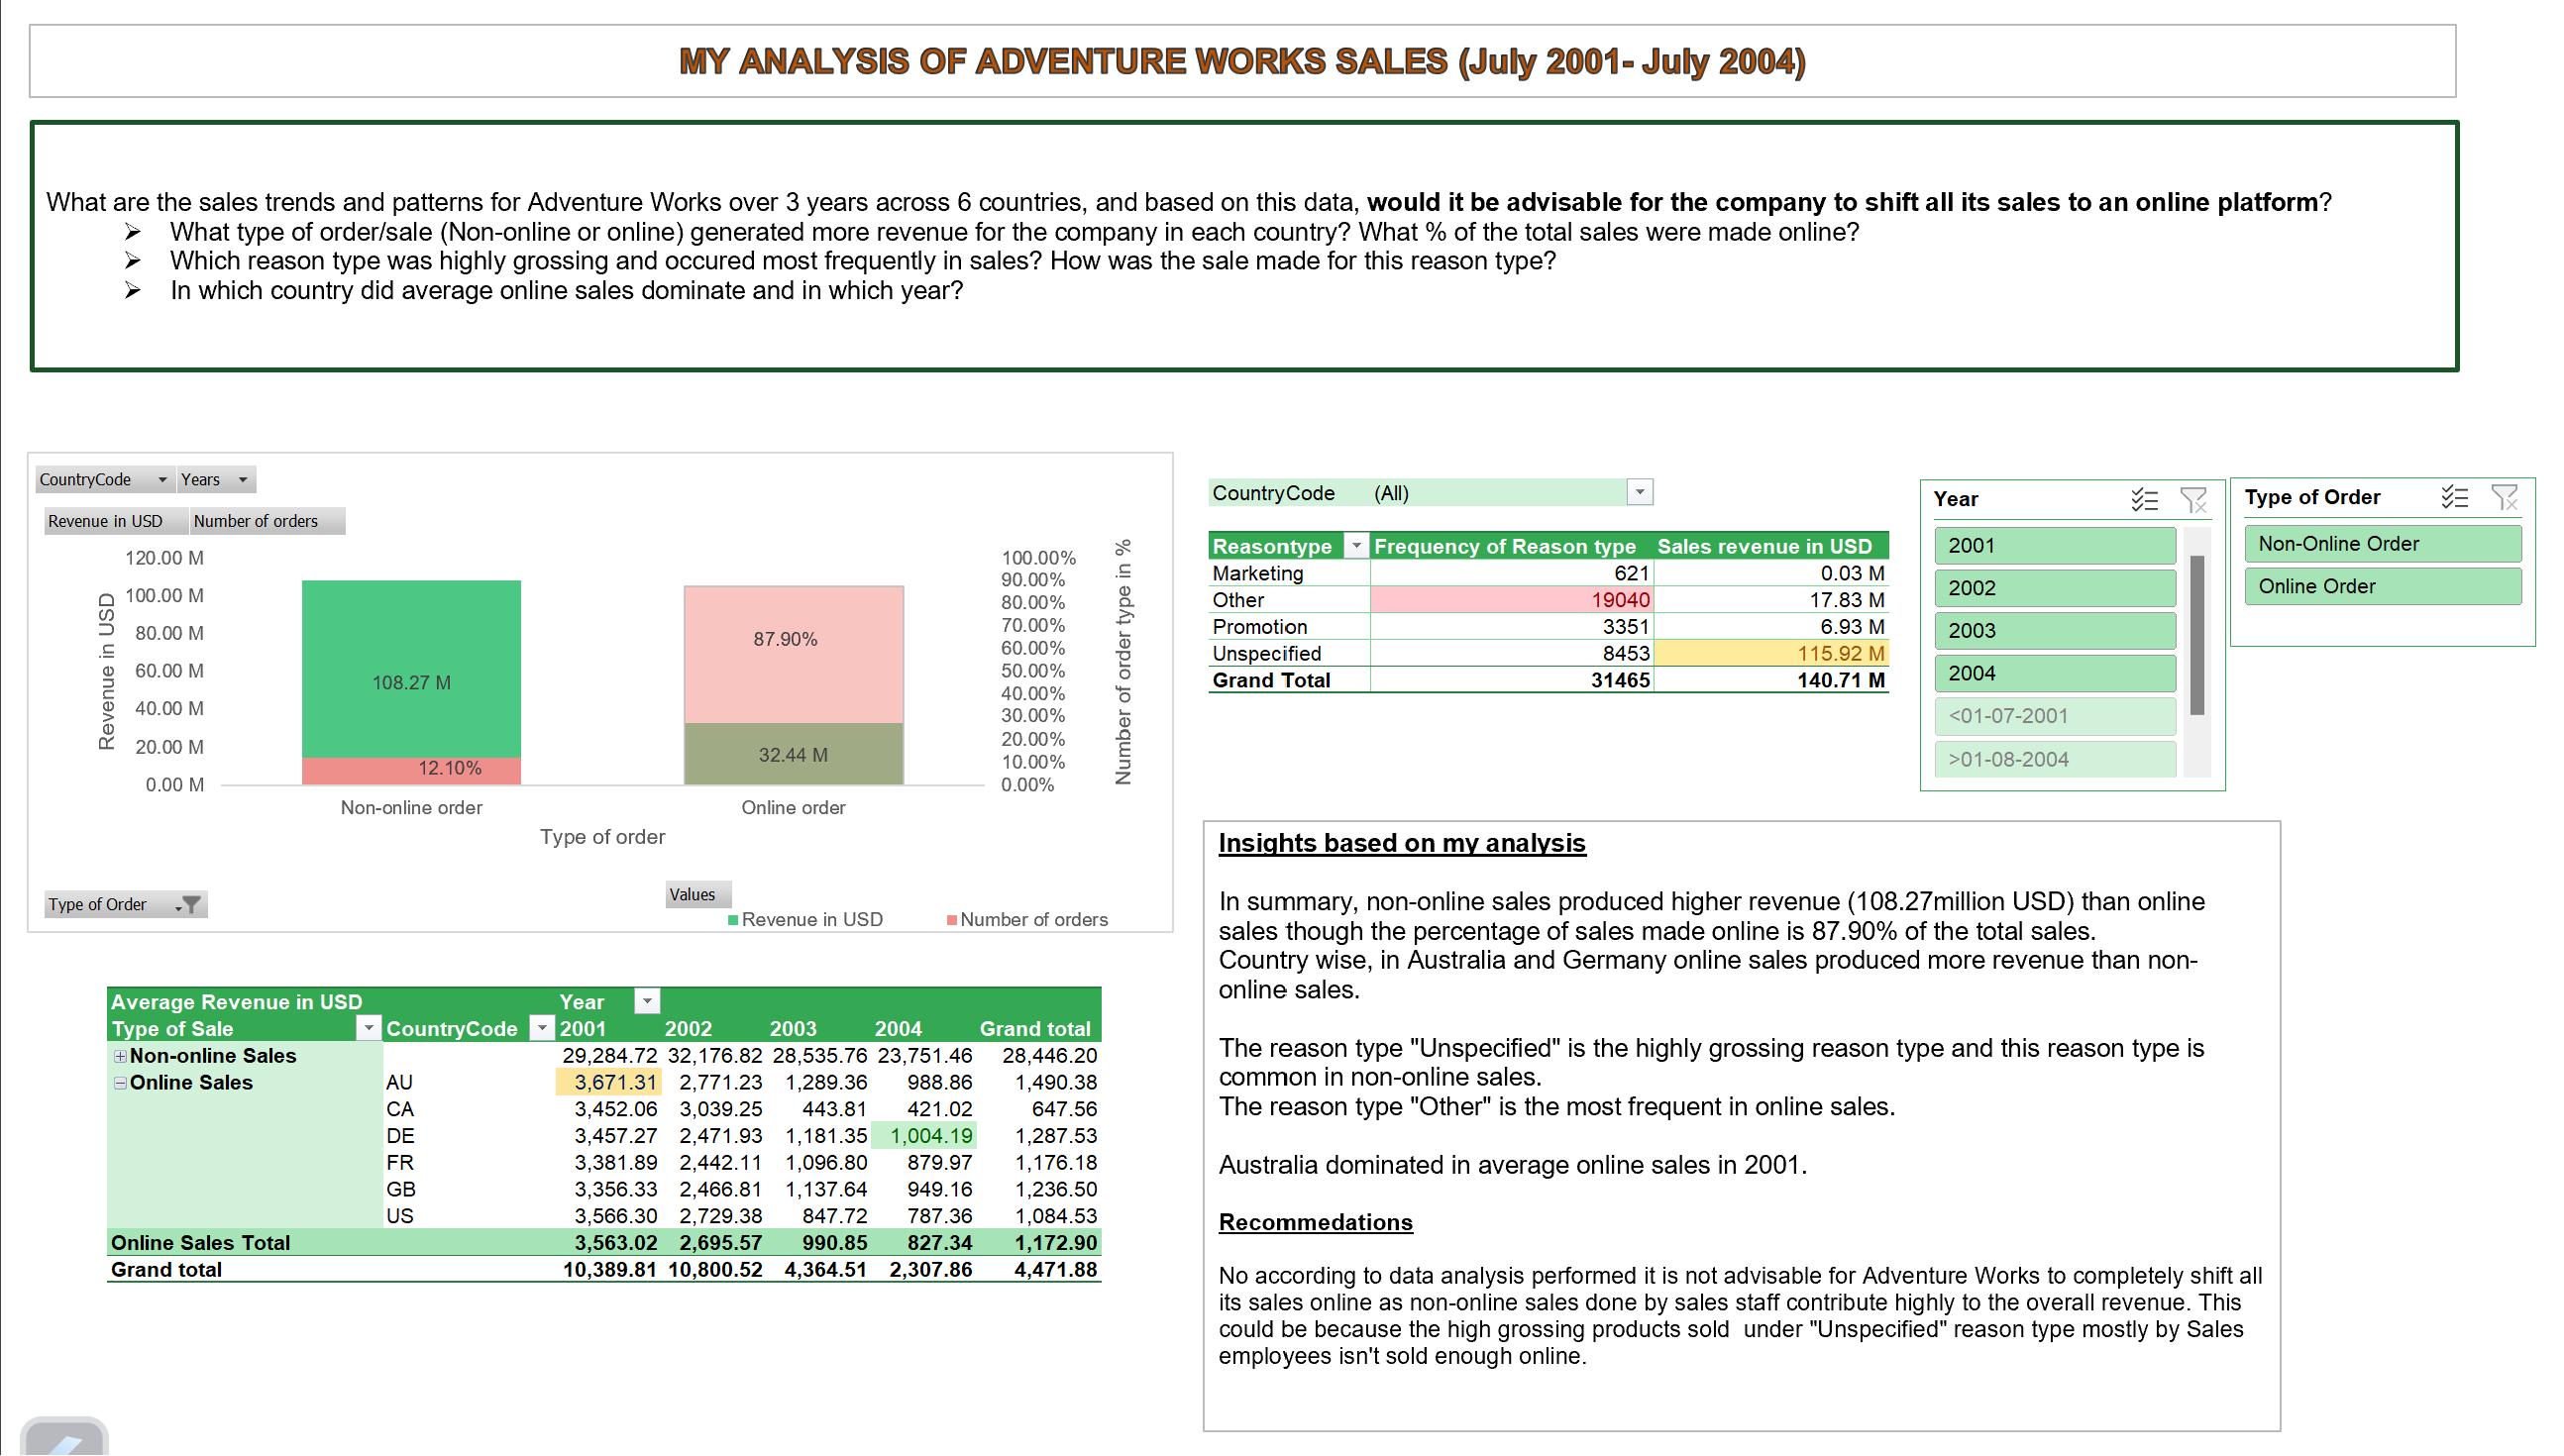 MY ANALYSIS OF ADVENTURE WORKS SALES (July 2001- July 2004)
What are the sales trends and patterns for Adventure Works over 3 years across 6 countries, and based on this data, would it be advisable for the company to shift all its sales to an online platform?
➢ What type of order/sale (Non-online or online) generated more revenue for the company in each country? What % of the total sales were made online?
➢ Which reason type was highly grossing and occured most frequently in sales? How was the sale made for this reason type?
➢ In which country did average online sales dominate and in which year?
CountryCode Years
Revenue in USD Number of orders
Revenue in USD
120.00 M
100.00 M
80.00 M
60.00 M
40.00 M
20.00 M
0.00 M
108.27 M
12.10%
87.90%
32.44 M
100.00%
90.00%
80.00%
70.00%
60.00%
50.00%
40.00%
30.00%
20.00%
10.00%
0.00%
Number of order type in %
Non-online order Online order
Type of order
Type of Order
Values
Revenue in USD Number of orders
CountryCode (All)
Reasontype Frequency of Reason type Sales revenue in USD
Marketing 621 0.03 M
Other 19040 17.83 M
Promotion 3351 6.93 M
Unspecified 8453 115.92 M
Grand Total 31465 140.71 M
Year
2001
2002
2003
2004
<01-07-2001
>01-08-2004
Type of Order
Non-Online Order
Online Order
Average Revenue in USD Year
Type of Sale CountryCode 2001 2002 2003 2004 Grand total
Non-online Sales 29,284.72 32,176.82 28,535.76 23,751.46 28,446.20
Online Sales AU 3,671.31 2,771.23 1,289.36 988.86 1,490.38
CA 3,452.06 3,039.25 443.81 421.02 647.56
DE 3,457.27 2,471.93 1,181.35 1,004.19 1,287.53
FR 3,381.89 2,442.11 1,096.80 879.97 1,176.18
GB 3,356.33 2,466.81 1,137.64 949.16 1,236.50
US 3,566.30 2,729.38 847.72 787.36 1,084.53
Online Sales Total 3,563.02 2,695.57 990.85 827.34 1,172.90
Grand total 10,389.81 10,800.52 4,364.51 2,307.86 4,471.88
Insights based on my analysis
In summary, non-online sales produced higher revenue (108.27million USD) than online
sales though the percentage of sales made online is 87.90% of the total sales.
Country wise, in Australia and Germany online sales produced more revenue than non-
online sales.
The reason type "Unspecified" is the highly grossing reason type and this reason type is
common in non-online sales.
The reason type "Other" is the most frequent in online sales.
Australia dominated in average online sales in 2001.
Recommedations
No according to data analysis performed it is not advisable for Adventure Works to completely shift all
its sales online as non-online sales done by sales staff contribute highly to the overall revenue. This
could be because the high grossing products sold under "Unspecified" reason type mostly by Sales
employees isn't sold enough online.